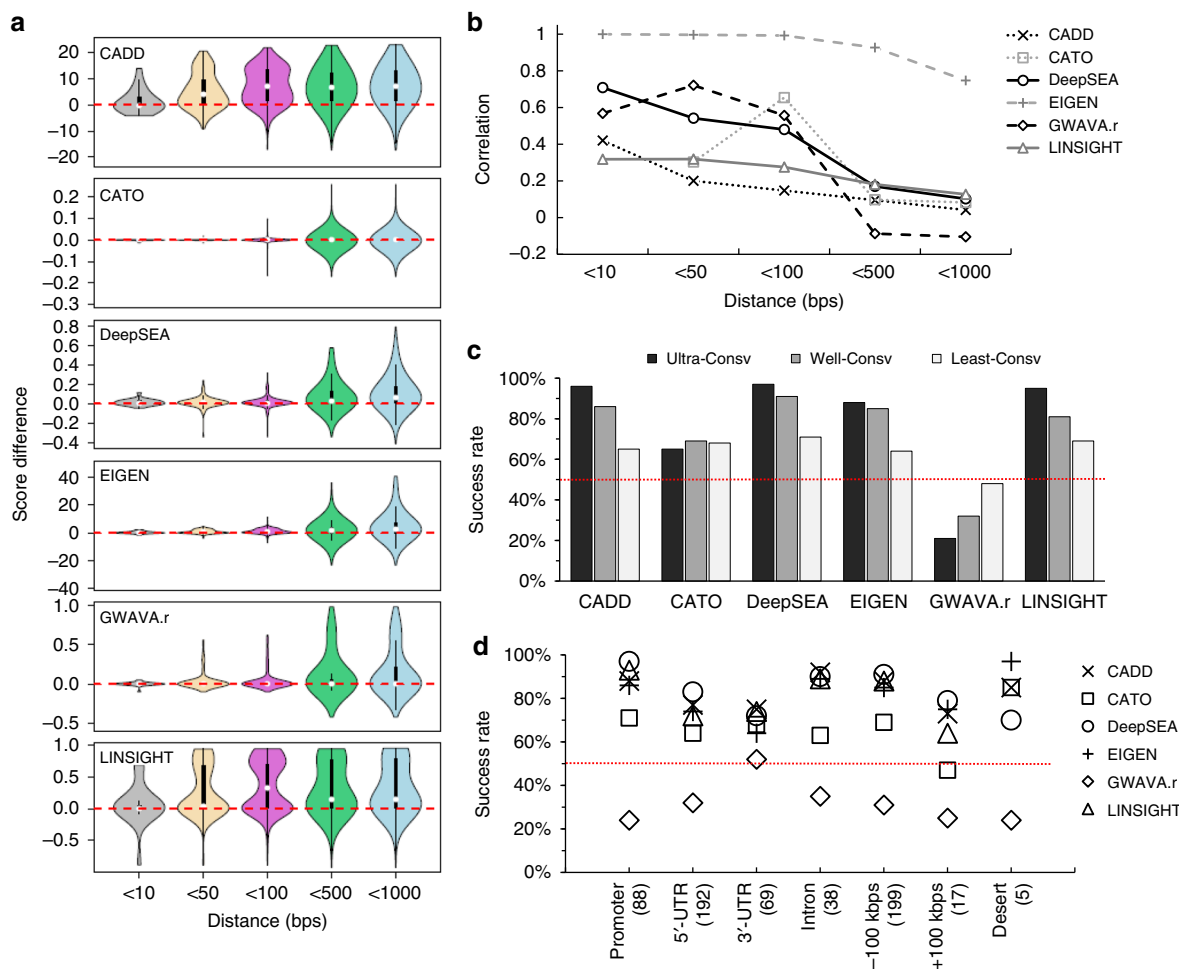 a
CADD
20
10
0
−10
−20
CATO
0.2
0.1
0.0
−0.1
−0.2
−0.3
DeepSEA
0.8
0.6
0.4
0.2
0.0
−0.2
−0.4
EIGEN
40
20
0
−20
−40
GWAVA.r
1.0
0.5
0.0
−0.5
LINSIGHT
1.0
0.5
0.0
−0.5
Score difference
<10 <50 <100 <500 <1000
Distance (bps)
b
1
0.8
0.6
0.4
0.2
0
−0.2
Correlation
<10 <50 <100 <500 <1000
Distance (bps)
CADD
CATO
DeepSEA
EIGEN
GWAVA.r
LINSIGHT
c
Ultra-Consv Well-Consv Least-Consv
100%
80%
60%
40%
20%
0%
Success rate
CADD CATO DeepSEA EIGEN GWAVA.r LINSIGHT
d
100%
80%
60%
40%
20%
0%
Success rate
Promoter
(88)
5′-UTR
(192)
3′-UTR
(69)
Intron
(38)
−100 kbps
(199)
+100 kbps
(17)
Desert
(5)
CADD
CATO
DeepSEA
EIGEN
GWAVA.r
LINSIGHT